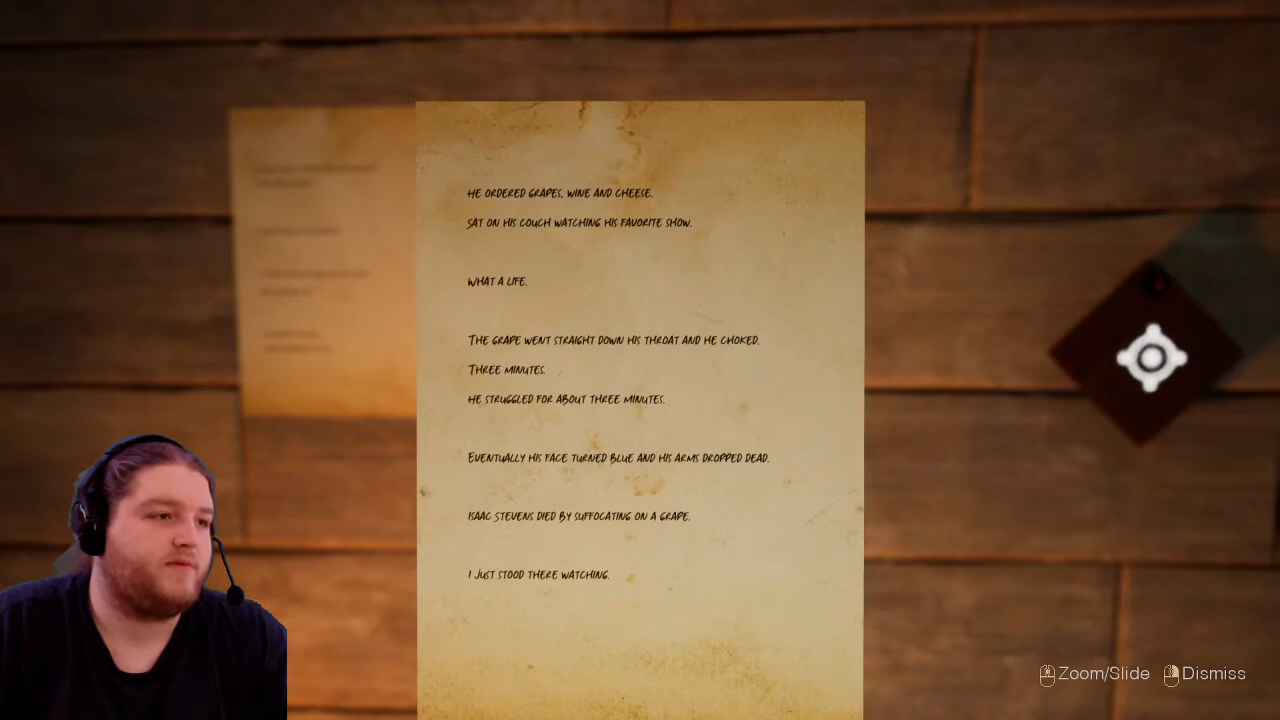 HE ORDERED GRAPES, WINE AND CHEESE.
SAT ON HIS COUCH WATCHING HIS FAVORITE SHOW.
WHAT A LIFE.
THE GRAPE WENT STRAIGHT DOWN HIS THROAT AND HE CHOKED.
THREE MINUTES.
HE STRUGGLED FOR ABOUT THREE MINUTES.
EVENTUALLY HIS FACE TURNED BLUE AND HIS ARMS DROPPED DEAD.
ISAAC STEVENS DIED BY SUFFOCATING ON A GRAPE.
I JUST STOOD THERE WATCHING.
Zoom/Slide Dismiss